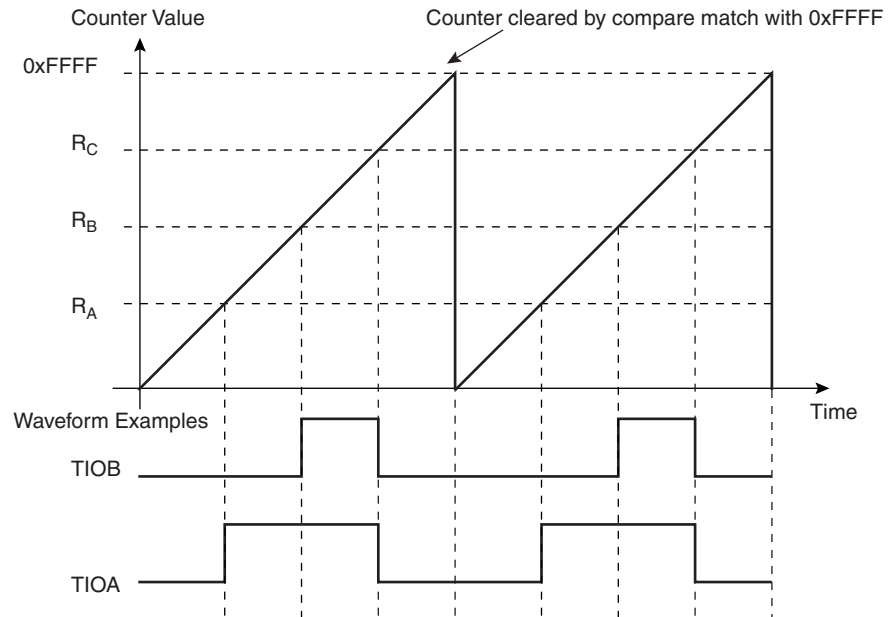 Counter Value
Counter cleared by compare match with 0xFFFF
0xFFFF
RC
RB
RA
Time
Waveform Examples
TIOB
TIOA